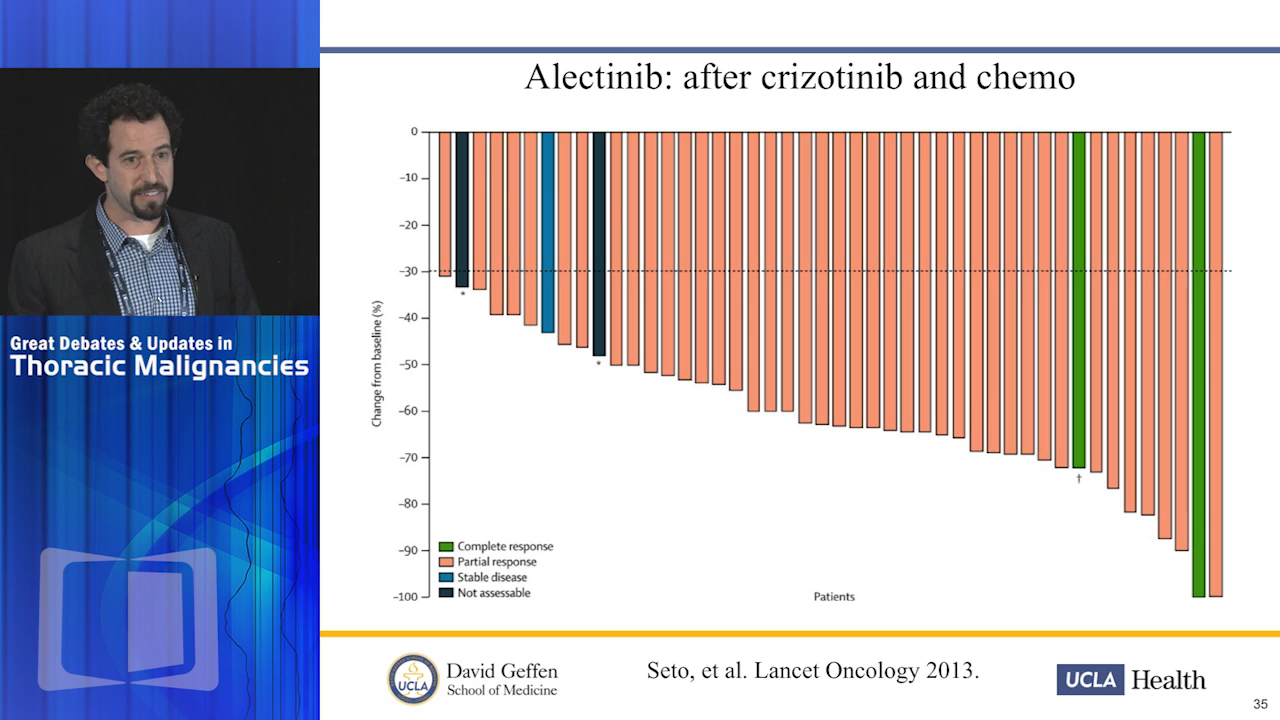 Alectinib: after crizotinib and chemo
Great Debates & Updates in
Thoracic Malignancies
Change from baseline (%)
0
–10
–20
–30
–40
–50
–60
–70
–80
–90
–100
*
*
†
Complete response
Partial response
Stable disease
Not assessable
Patients
UCLA
David Geffen
School of Medicine
Seto, et al. Lancet Oncology 2013.
UCLA Health
35